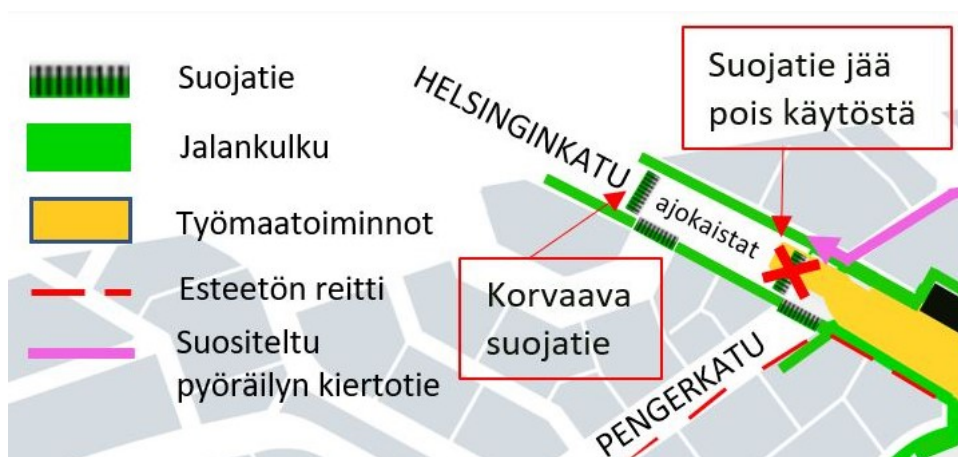 Suojatie
Jalankulku
Työmaatoiminnot
Esteetön reitti
Suositeltu
pyöräilyn kiertotie
HELSINGINKATU
Suojatie jää
pois käytöstä
ajokaistat
Korvaava
suojatie
PENGERKATU